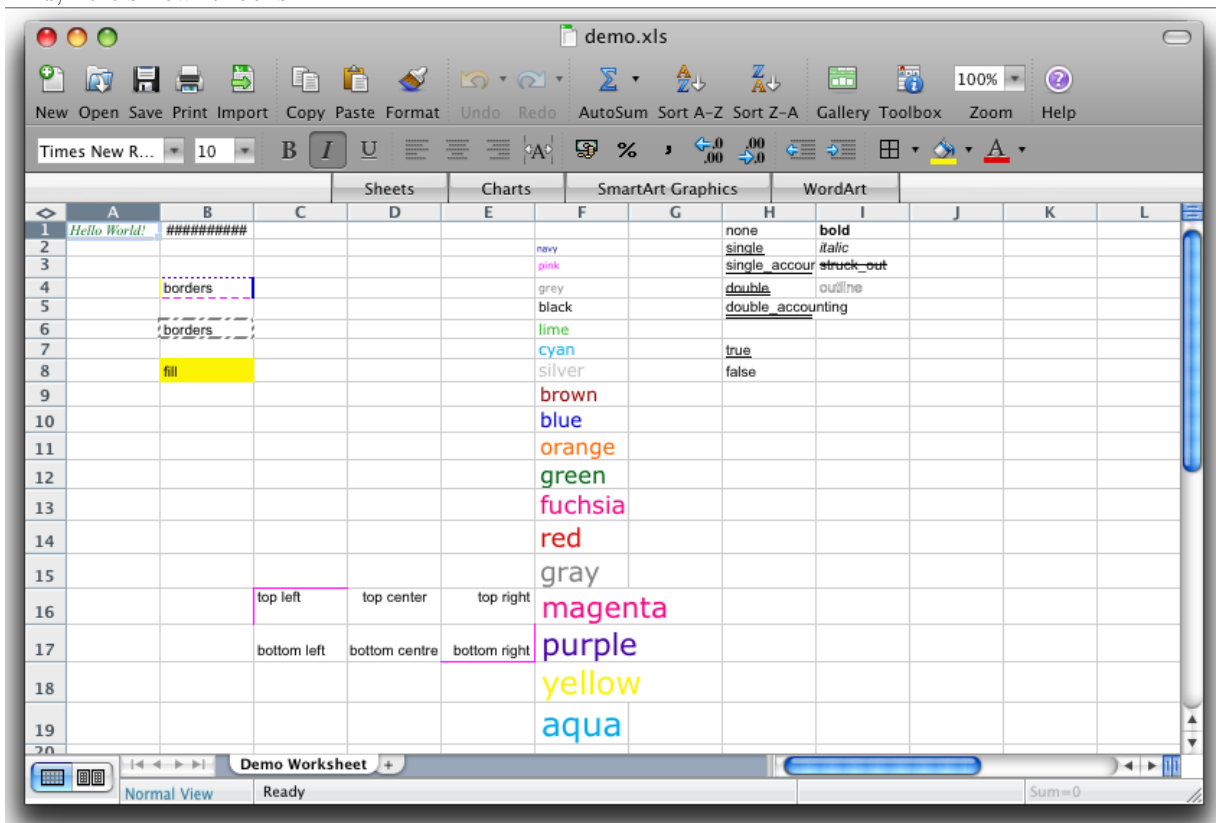 demo.xls
New Open Save Print Import Copy Paste Format Undo Redo AutoSum Sort A-Z Sort Z-A Gallery Toolbox 100% Zoom Help
Times New R... 10 B I U
Sheets Charts SmartArt Graphics WordArt
A B C D E F G H I J K L
1 Hello World! ########## none bold
2 navy single italic
3 pink single_accour struck_out
4 borders grey double outline
5 black double_accounting
6 borders lime
7 cyan true
8 fill silver false
9 brown
10 blue
11 orange
12 green
13 fuchsia
14 red
15 gray
16 top left top center top right magenta
17 bottom left bottom centre bottom right purple
18 yellow
19 aqua
20
Demo Worksheet +
Normal View Ready Sum=0